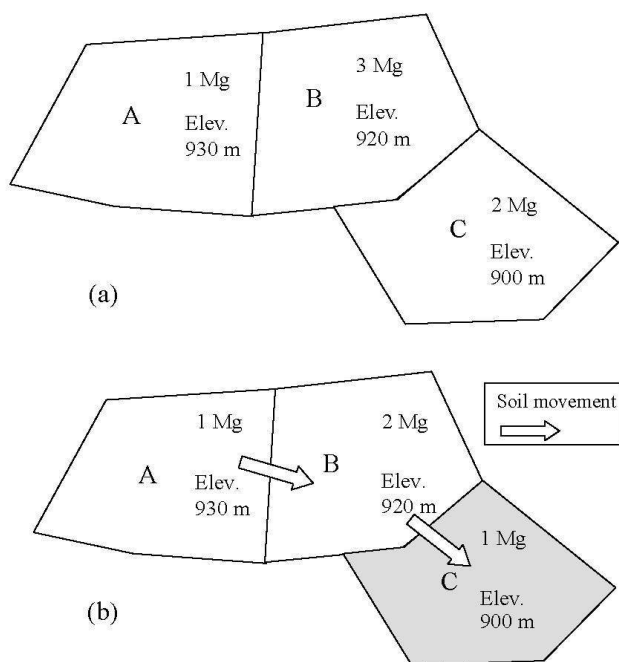 1 Mg
A
Elev.
930 m
3 Mg
B
Elev.
920 m
2 Mg
C
Elev.
900 m
(a)
Soil movement
1 Mg
A
Elev.
930 m
2 Mg
B
Elev.
920 m
1 Mg
C
Elev.
900 m
(b)